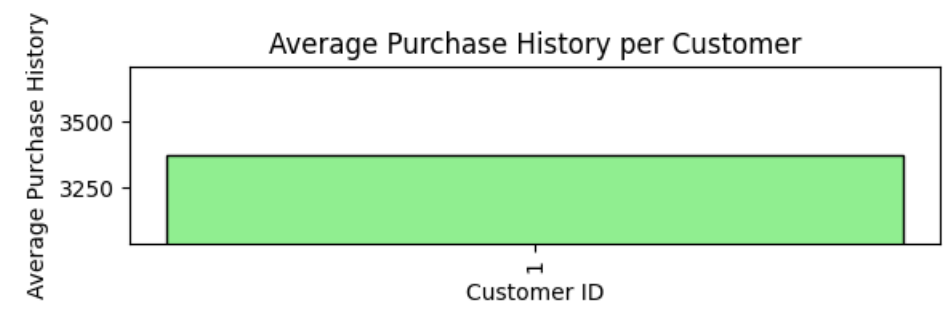 Average Purchase History per Customer
Average Purchase History
3500
3250
1
Customer ID